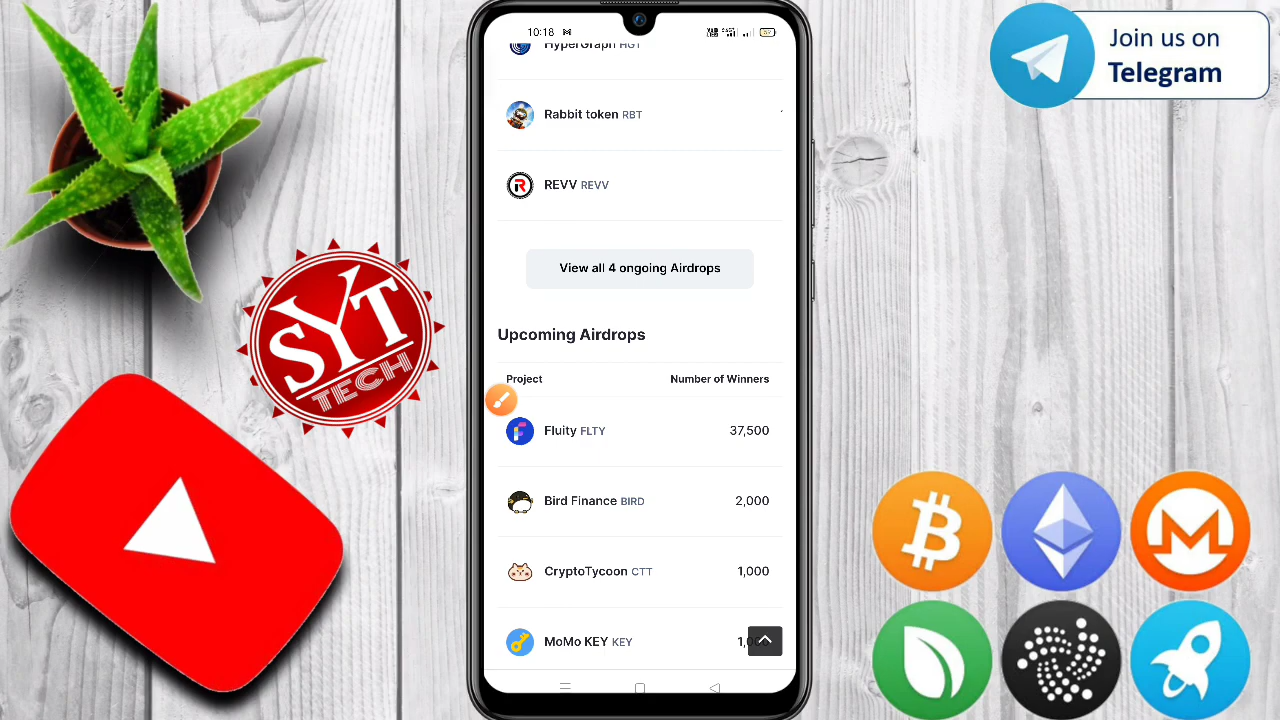 10:18
HyperGraph HGT
Rabbit token RBT
REVV REVV
View all 4 ongoing Airdrops
Upcoming Airdrops
Project Number of Winners
Fluity FLTY 37,500
Bird Finance BIRD 2,000
CryptoTycoon CTT 1,000
MoMo KEY KEY
Join us on
Telegram
SYT
TECH